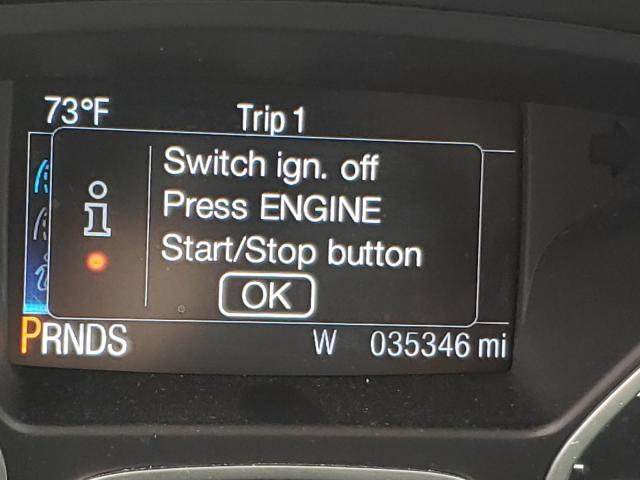 73°F
Trip 1
Switch ign. off
Press ENGINE
Start/Stop button
OK
PRNDS W 035346 mi